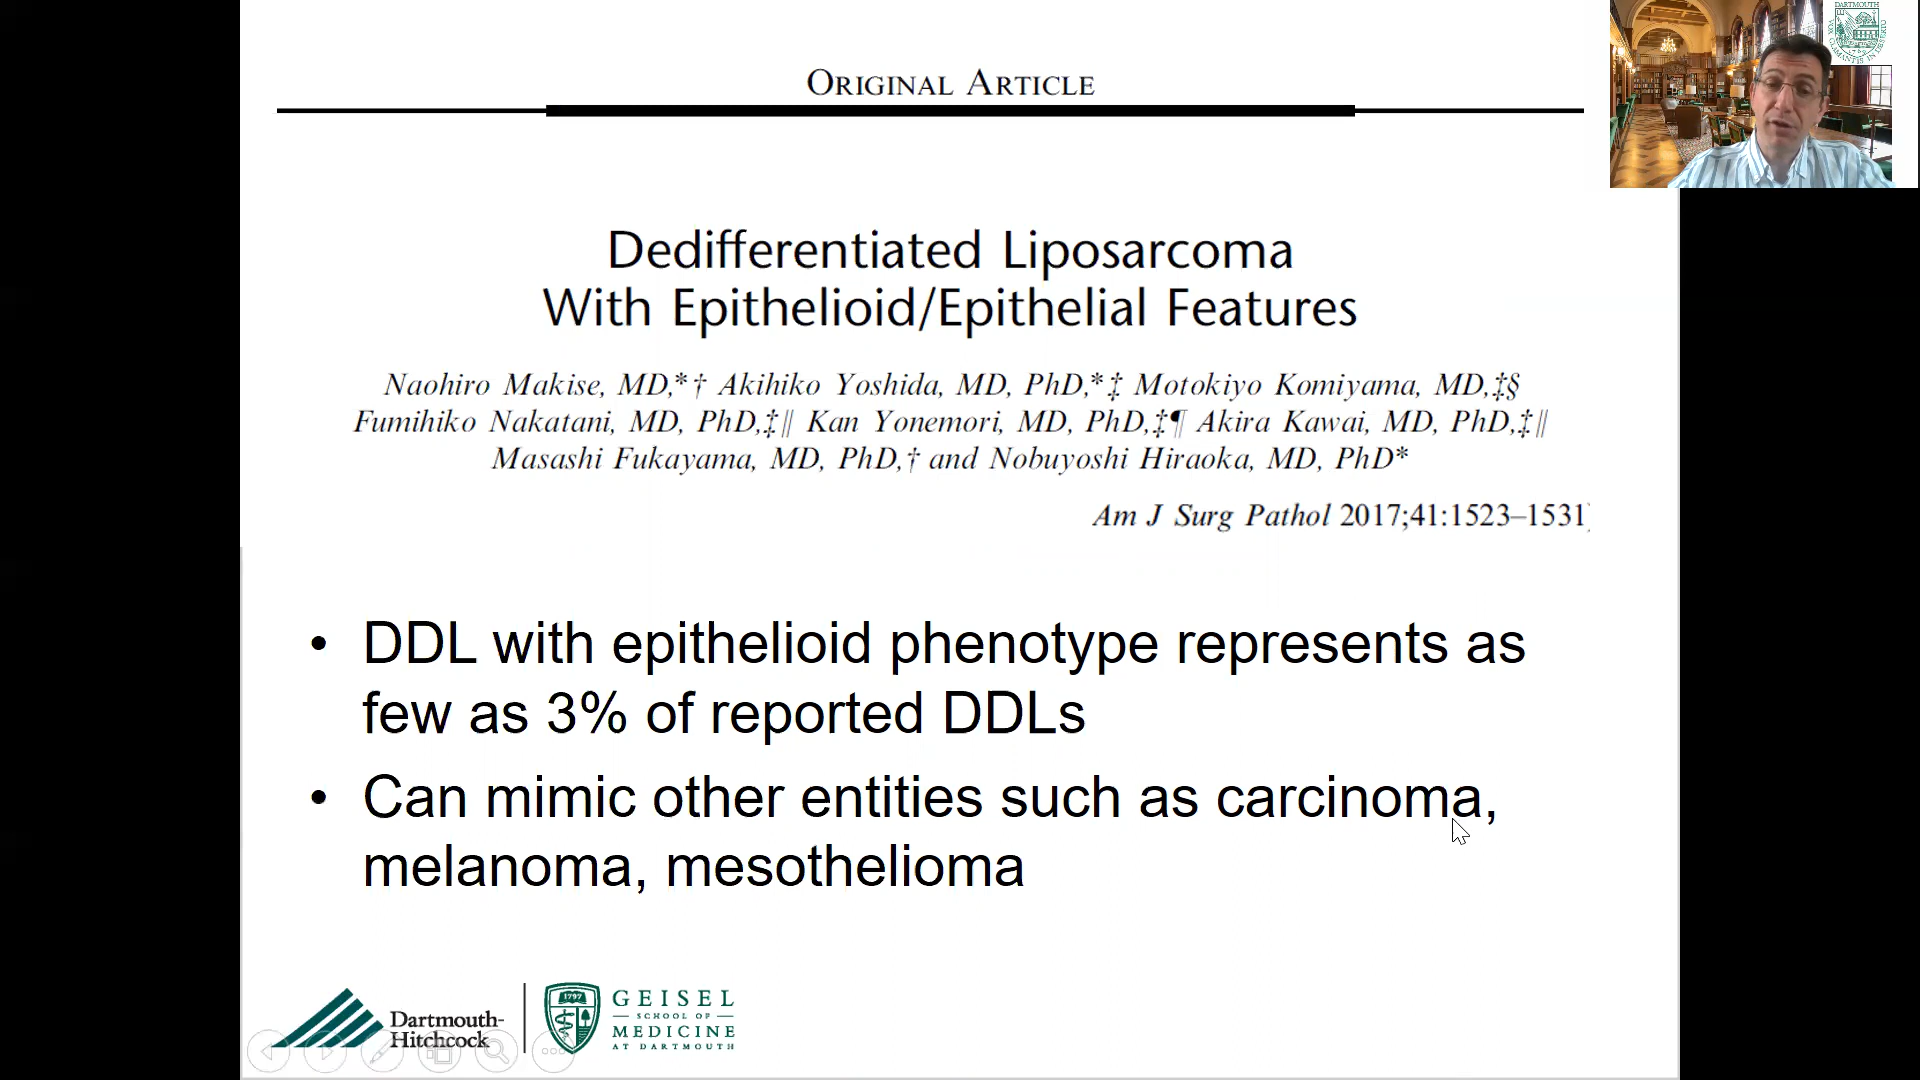 ORIGINAL ARTICLE
Dedifferentiated Liposarcoma
With Epithelioid/Epithelial Features
Naohiro Makise, MD,*† Akihiko Yoshida, MD, PhD,*‡ Motokiyo Komiyama, MD,‡§
Fumihiko Nakatani, MD, PhD,‡∥ Kan Yonemori, MD, PhD,‡¶ Akira Kawai, MD, PhD,‡∥
Masashi Fukayama, MD, PhD,† and Nobuyoshi Hiraoka, MD, PhD*
Am J Surg Pathol 2017;41:1523–1531)
• DDL with epithelioid phenotype represents as
few as 3% of reported DDLs
• Can mimic other entities such as carcinoma,
melanoma, mesothelioma
Dartmouth-
Hitchcock
1797
GEISEL
SCHOOL OF
MEDICINE
AT DARTMOUTH
DARTMOUTH